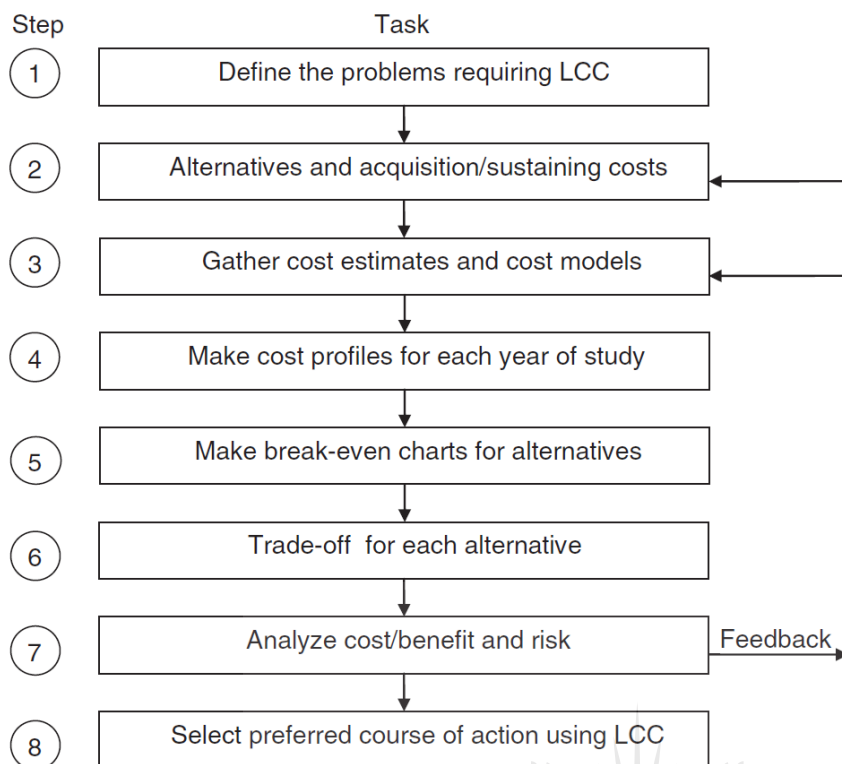 Step Task
1 Define the problems requiring LCC
2 Alternatives and acquisition/sustaining costs
3 Gather cost estimates and cost models
4 Make cost profiles for each year of study
5 Make break-even charts for alternatives
6 Trade-off for each alternative
7 Analyze cost/benefit and risk Feedback
8 Select preferred course of action using LCC